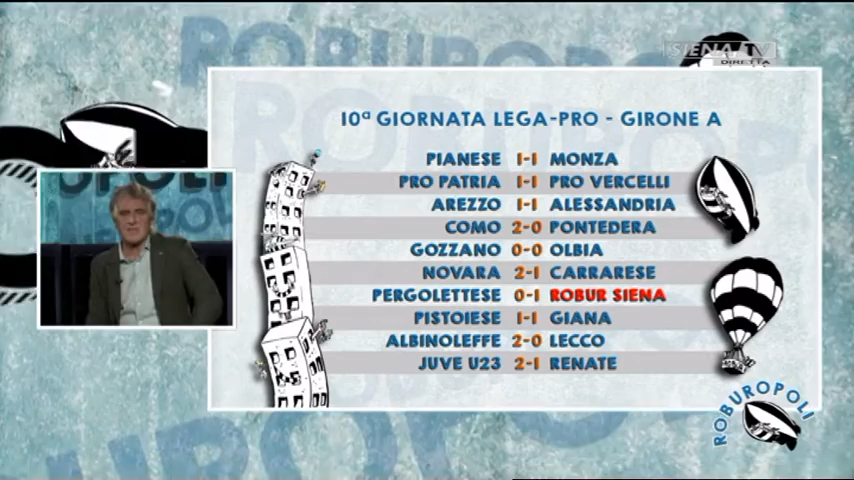 SIENA TV
DIRETTA
10ª GIORNATA LEGA-PRO - GIRONE A
PIANESE 1-1 MONZA
PRO PATRIA 1-1 PRO VERCELLI
AREZZO 1-1 ALESSANDRIA
COMO 2-0 PONTEDERA
GOZZANO 0-0 OLBIA
NOVARA 2-1 CARRARESE
PERGOLETTESE 0-1 ROBUR SIENA
PISTOIESE 1-1 GIANA
ALBINOLEFFE 2-0 LECCO
JUVE U23 2-1 RENATE
ROBUROPOLI